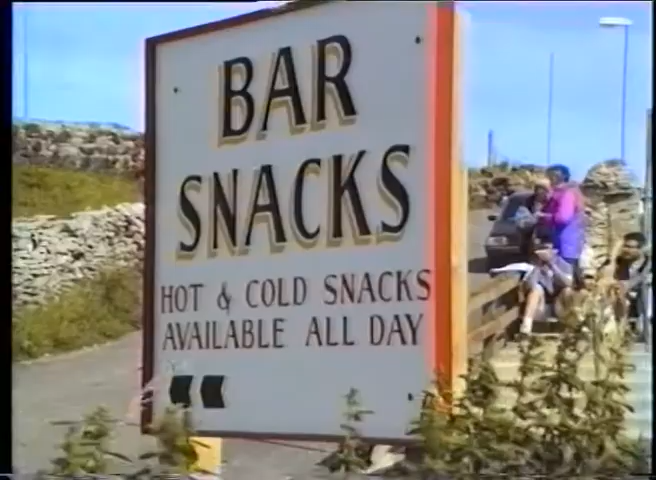 BAR
SNACKS
HOT & COLD SNACKS
AVAILABLE ALL DAY